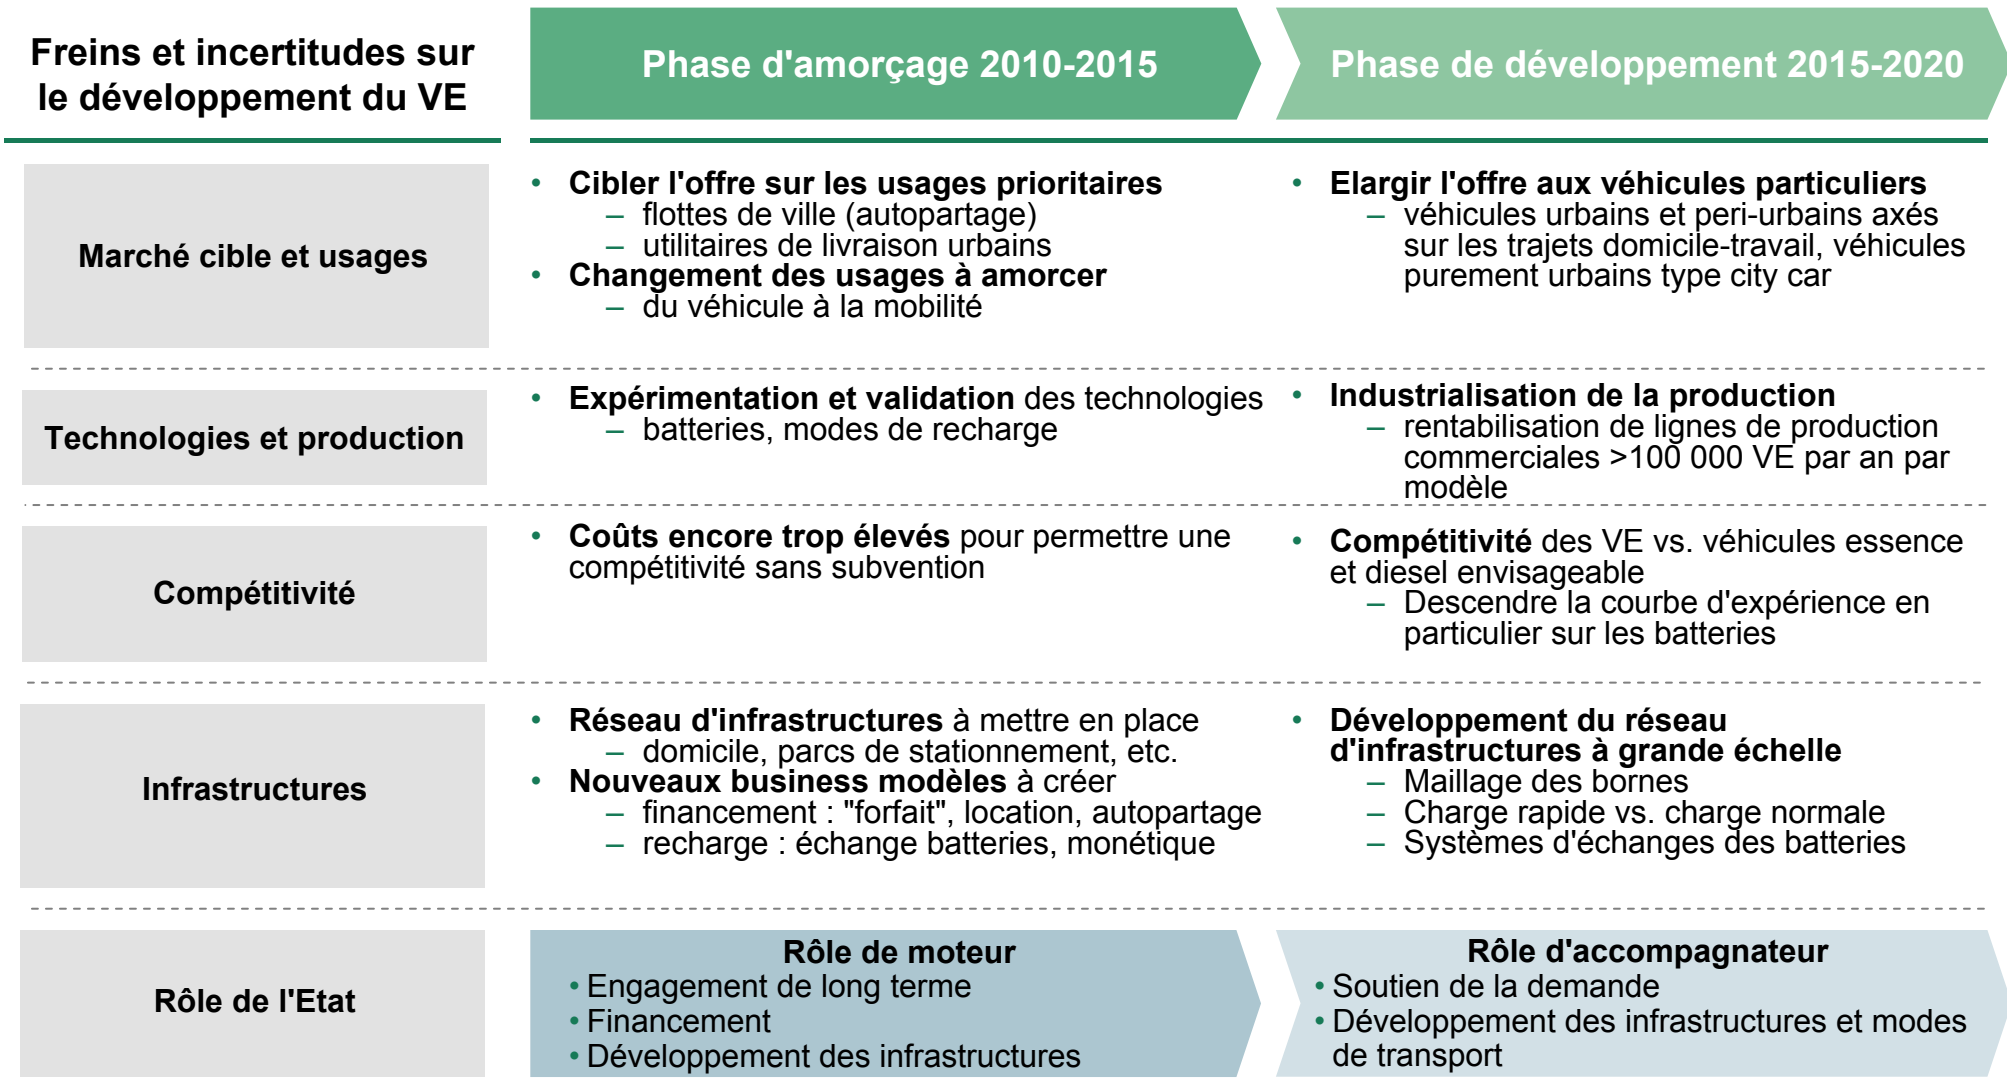 Freins et incertitudes sur
le développement du VE
Phase d'amorçage 2010-2015
Phase de développement 2015-2020
Marché cible et usages
• Cibler l'offre sur les usages prioritaires
– flottes de ville (autopartage)
– utilitaires de livraison urbains
• Changement des usages à amorcer
– du véhicule à la mobilité
• Elargir l'offre aux véhicules particuliers
– véhicules urbains et peri-urbains axés
sur les trajets domicile-travail, véhicules
purement urbains type city car
Technologies et production
• Expérimentation et validation des technologies
– batteries, modes de recharge
• Industrialisation de la production
– rentabilisation de lignes de production
commerciales >100 000 VE par an par
modèle
Compétitivité
• Coûts encore trop élevés pour permettre une
compétitivité sans subvention
• Compétitivité des VE vs. véhicules essence
et diesel envisageable
– Descendre la courbe d'expérience en
particulier sur les batteries
Infrastructures
• Réseau d'infrastructures à mettre en place
– domicile, parcs de stationnement, etc.
• Nouveaux business modèles à créer
– financement : "forfait", location, autopartage
– recharge : échange batteries, monétique
• Développement du réseau
d'infrastructures à grande échelle
– Maillage des bornes
– Charge rapide vs. charge normale
– Systèmes d'échanges des batteries
Rôle de l'Etat
Rôle de moteur
• Engagement de long terme
• Financement
• Développement des infrastructures
Rôle d'accompagnateur
• Soutien de la demande
• Développement des infrastructures et modes
de transport